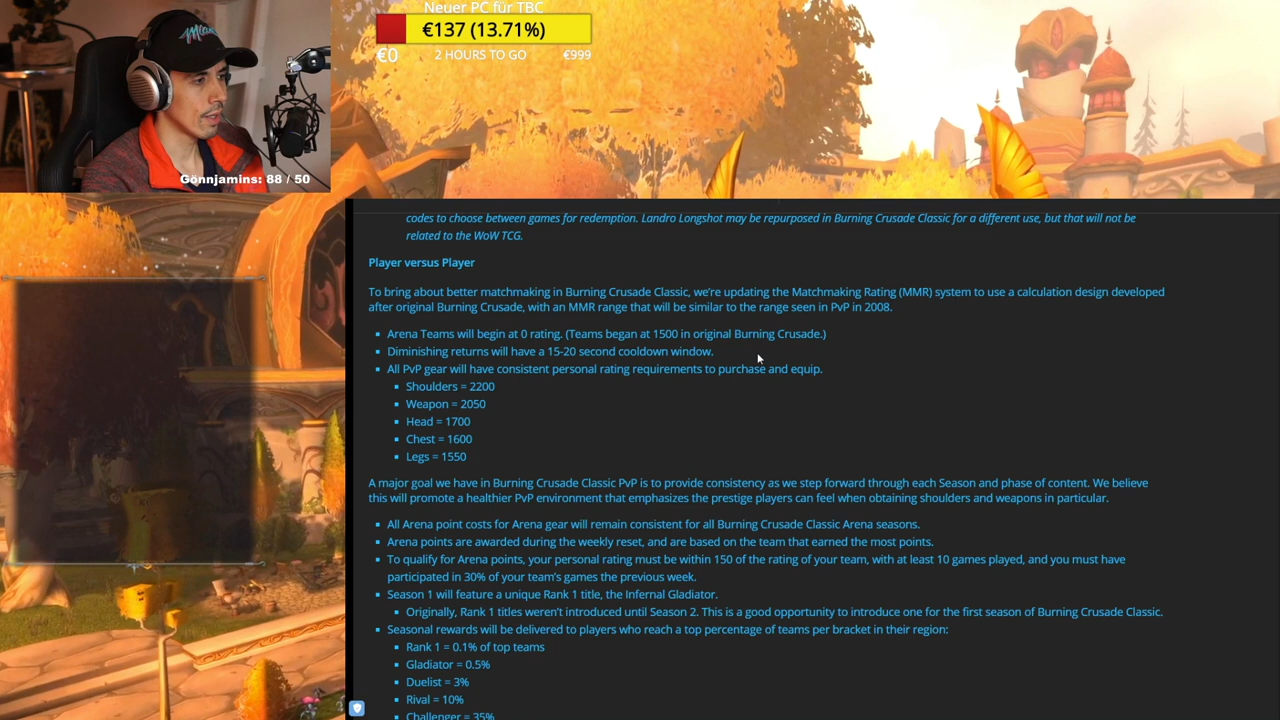 Neuer PC für TBC
€137 (13.71%)
€0 2 HOURS TO GO €999
Gönnjamins: 88 / 50
codes to choose between games for redemption. Landro Longshot may be repurposed in Burning Crusade Classic for a different use, but that will not be
related to the WoW TCG.
Player versus Player
To bring about better matchmaking in Burning Crusade Classic, we're updating the Matchmaking Rating (MMR) system to use a calculation design developed
after original Burning Crusade, with an MMR range that will be similar to the range seen in PvP in 2008.
Arena Teams will begin at 0 rating. (Teams began at 1500 in original Burning Crusade.)
Diminishing returns will have a 15-20 second cooldown window.
All PvP gear will have consistent personal rating requirements to purchase and equip.
Shoulders = 2200
Weapon = 2050
Head = 1700
Chest = 1600
Legs = 1550
A major goal we have in Burning Crusade Classic PvP is to provide consistency as we step forward through each Season and phase of content. We believe
this will promote a healthier PvP environment that emphasizes the prestige players can feel when obtaining shoulders and weapons in particular.
All Arena point costs for Arena gear will remain consistent for all Burning Crusade Classic Arena seasons.
Arena points are awarded during the weekly reset, and are based on the team that earned the most points.
To qualify for Arena points, your personal rating must be within 150 of the rating of your team, with at least 10 games played, and you must have
participated in 30% of your team's games the previous week.
Season 1 will feature a unique Rank 1 title, the Infernal Gladiator.
Originally, Rank 1 titles weren't introduced until Season 2. This is a good opportunity to introduce one for the first season of Burning Crusade Classic.
Seasonal rewards will be delivered to players who reach a top percentage of teams per bracket in their region:
Rank 1 = 0.1% of top teams
Gladiator = 0.5%
Duelist = 3%
Rival = 10%
Challenger = 35%